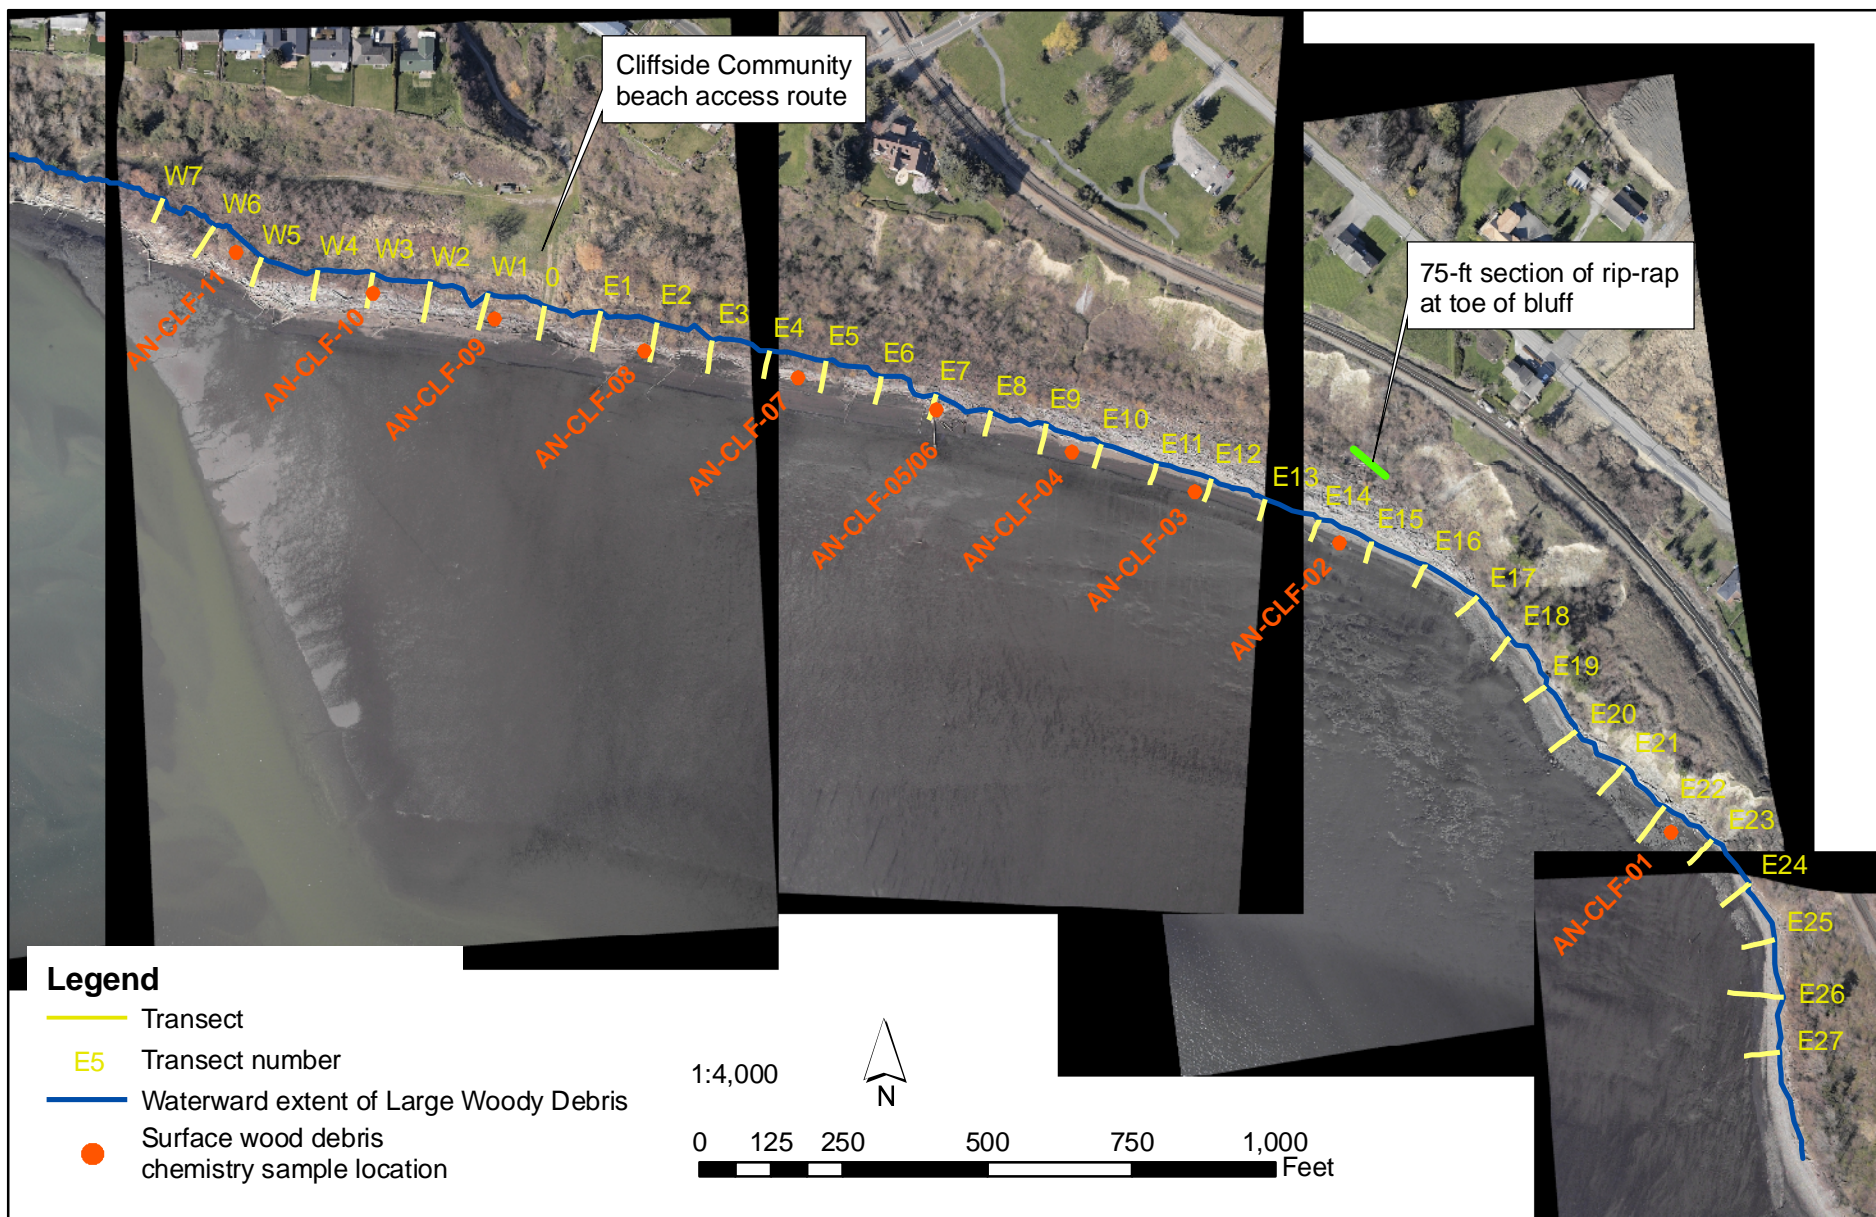 Cliffside Community
beach access route
75-ft section of rip-rap
at toe of bluff
W7
W6
W5
W4
W3
W2
W1
0
E1
E2
E3
E4
E5
E6
E7
E8
E9
E10
E11
E12
E13
E14
E15
E16
E17
E18
E19
E20
E21
E22
E23
E24
E25
E26
E27
AN-CLF-11
AN-CLF-10
AN-CLF-09
AN-CLF-08
AN-CLF-07
AN-CLF-05/06
AN-CLF-04
AN-CLF-03
AN-CLF-02
AN-CLF-01
Legend
Transect
E5 Transect number
Waterward extent of Large Woody Debris
Surface wood debris
chemistry sample location
1:4,000
N
0 125 250 500 750 1,000
Feet